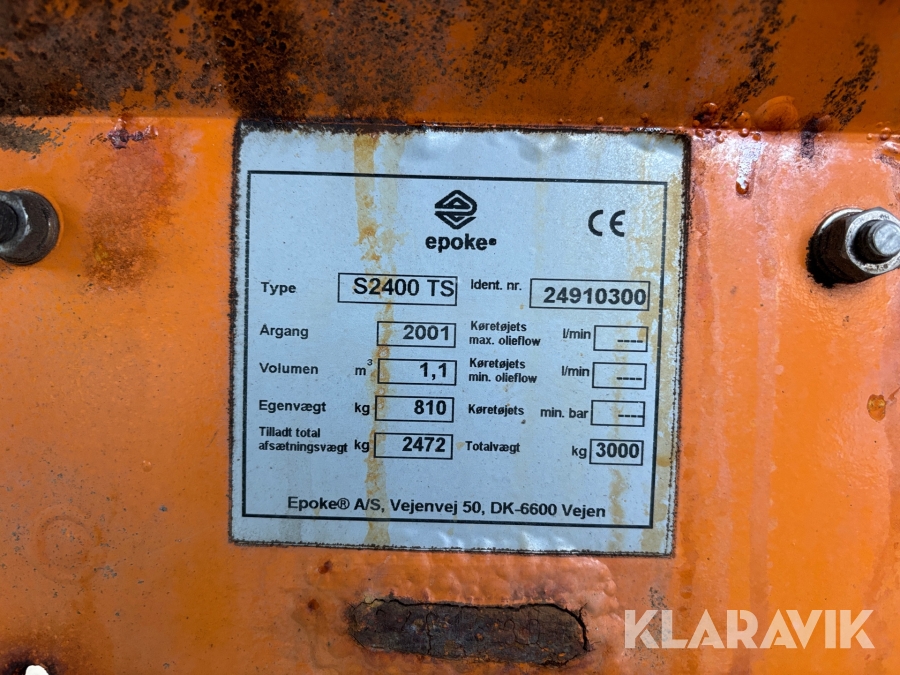 epoke®
CE
Type S2400 TS Ident. nr. 24910300
Argang 2001 Køretøjets max. olieflow l/min ----
Volumen m³ 1,1 Køretøjets min. olieflow l/min ----
Egenvægt kg 810 Køretøjets min. bar ----
Tilladt total afsætningsvægt kg 2472 Totalvægt kg 3000
Epoke® A/S, Vejenvej 50, DK-6600 Vejen
KLARAVIK